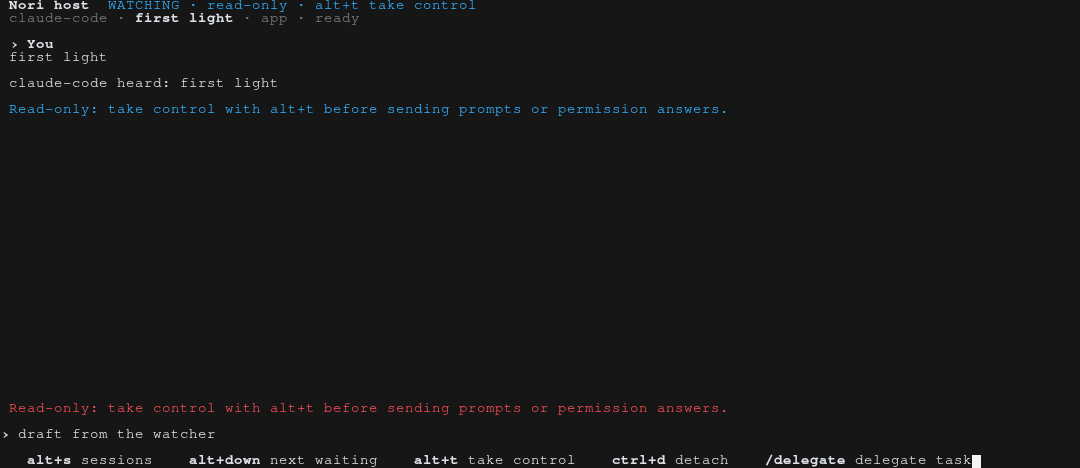 Nori host  WATCHING · read-only · alt+t take control
claude-code · first light · app · ready
› You
first light
claude-code heard: first light
Read-only: take control with alt+t before sending prompts or permission answers.
Read-only: take control with alt+t before sending prompts or permission answers.
› draft from the watcher
alt+s sessions    alt+down next waiting    alt+t take control    ctrl+d detach    /delegate delegate task